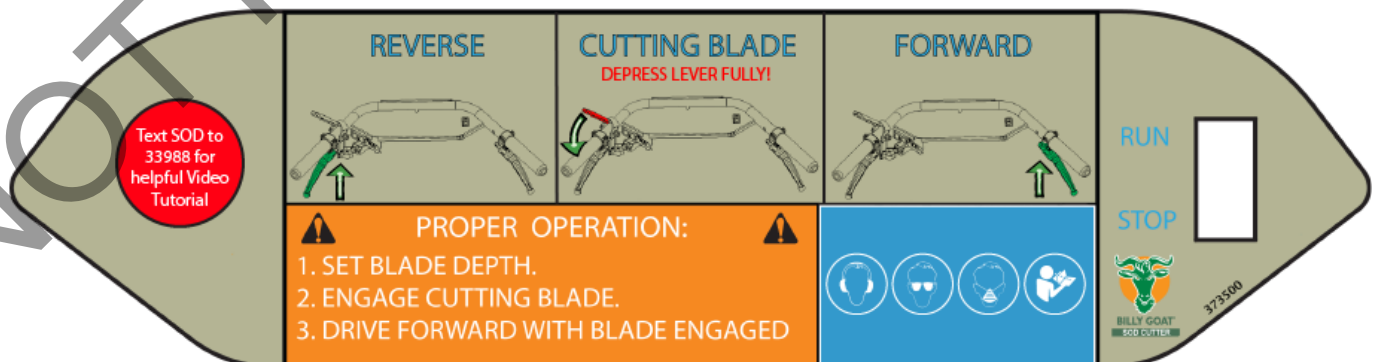 NOT
Text SOD to
33988 for
helpful Video
Tutorial
REVERSE
CUTTING BLADE
DEPRESS LEVER FULLY!
FORWARD
PROPER OPERATION:
1. SET BLADE DEPTH.
2. ENGAGE CUTTING BLADE.
3. DRIVE FORWARD WITH BLADE ENGAGED
RUN
STOP
BILLY GOAT
SOD CUTTER
373500